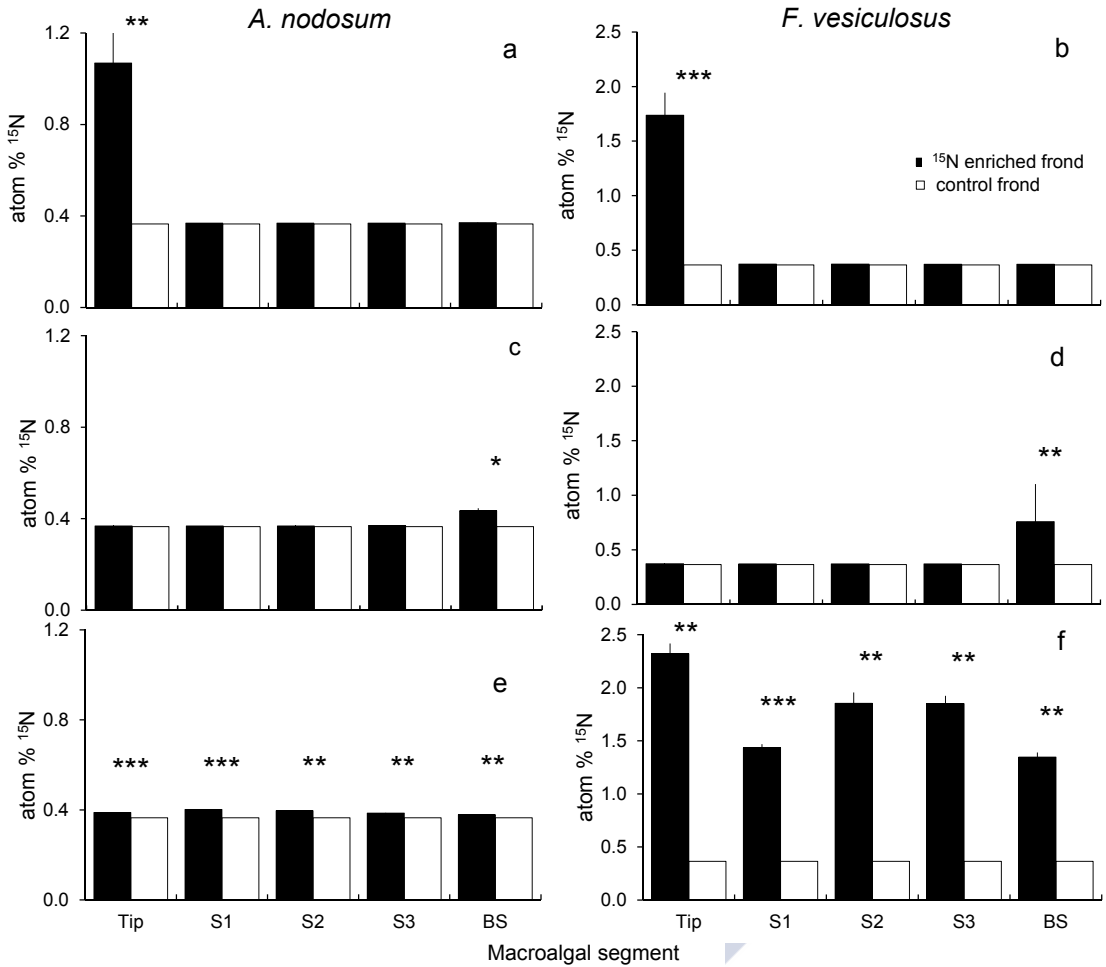 A. nodosum
F. vesiculosus
1.2
0.8
0.4
0.0
atom % ¹⁵N
**
a
2.5
2.0
1.5
1.0
0.5
0.0
atom % ¹⁵N
***
b
¹⁵N enriched frond
control frond
1.2
0.8
0.4
0.0
atom % ¹⁵N
c
*
2.5
2.0
1.5
1.0
0.5
0.0
atom % ¹⁵N
d
**
1.2
0.8
0.4
0.0
atom % ¹⁵N
e
*** *** ** ** **
Tip S1 S2 S3 BS
2.5
2.0
1.5
1.0
0.5
0.0
atom % ¹⁵N
f
** *** ** ** **
Tip S1 S2 S3 BS
Macroalgal segment